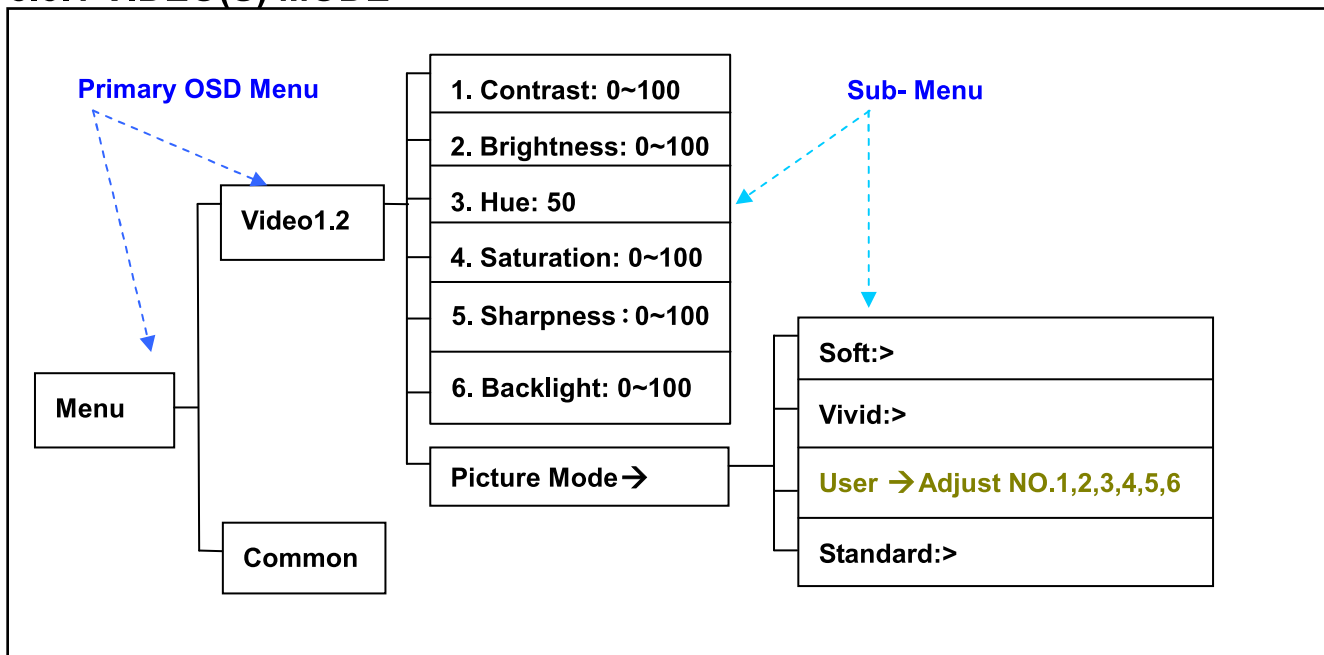 Primary OSD Menu
Sub- Menu
1. Contrast: 0~100
2. Brightness: 0~100
3. Hue: 50
4. Saturation: 0~100
5. Sharpness：0~100
6. Backlight: 0~100
Picture Mode→
Video1.2
Menu
Common
Soft:>
Vivid:>
User →Adjust NO.1,2,3,4,5,6
Standard:>